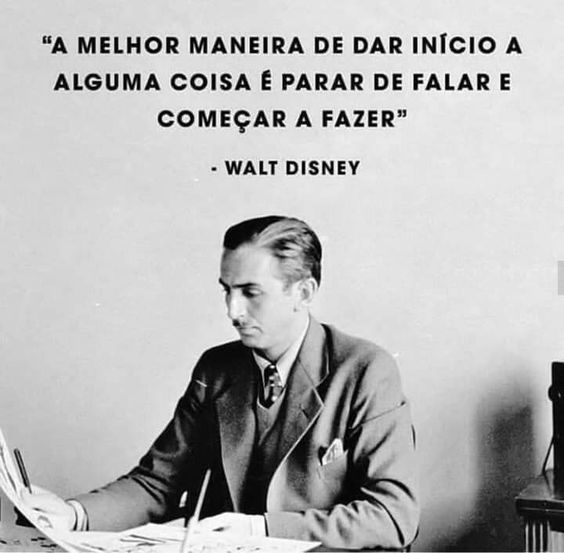 “A MELHOR MANEIRA DE DAR INÍCIO A
ALGUMA COISA É PARAR DE FALAR E
COMEÇAR A FAZER”
- WALT DISNEY